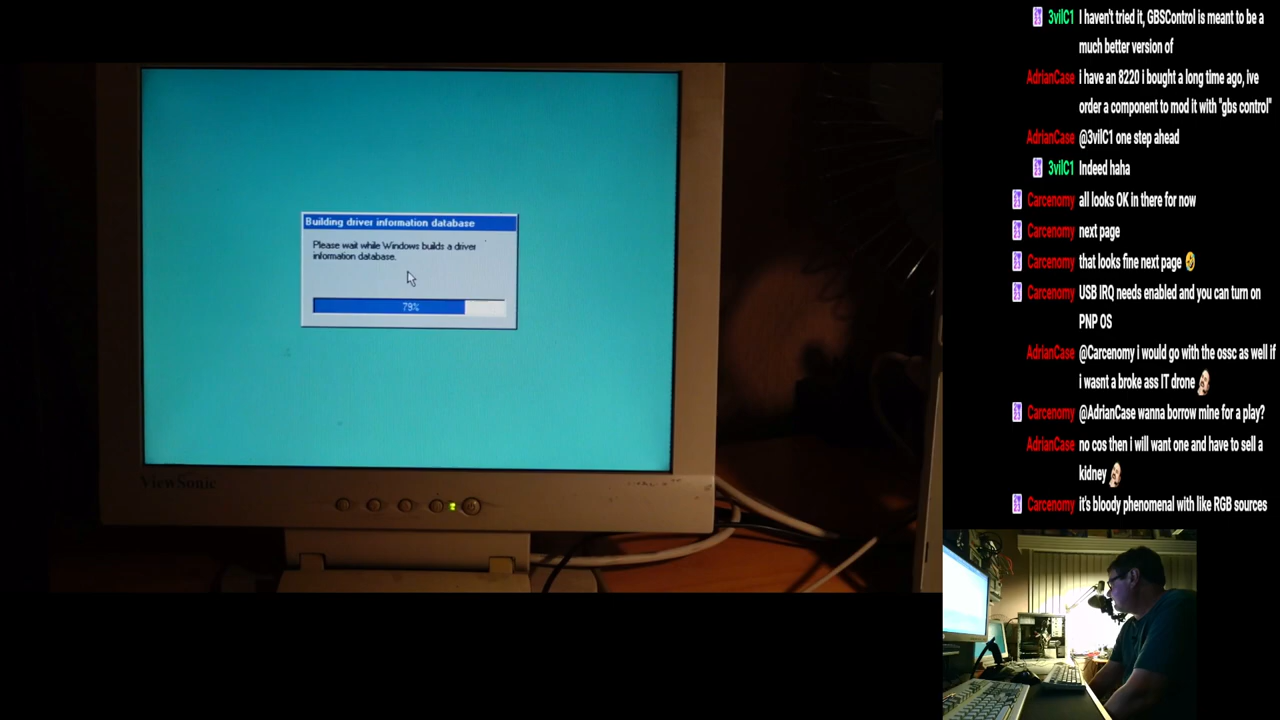 Building driver information database
Please wait while Windows builds a driver
information database.
79%
ViewSonic
3vilC1 I haven't tried it, GBSControl is meant to be a
much better version of
AdrianCase i have an 8220 i bought a long time ago, ive
order a component to mod it with "gbs control"
AdrianCase @3vilC1 one step ahead
3vilC1 Indeed haha
Carcenomy all looks OK in there for now
Carcenomy next page
Carcenomy that looks fine next page 🤣
Carcenomy USB IRQ needs enabled and you can turn on
PNP OS
AdrianCase @Carcenomy i would go with the ossc as well if
i wasnt a broke ass IT drone
Carcenomy @AdrianCase wanna borrow mine for a play?
AdrianCase no cos then i will want one and have to sell a
kidney
Carcenomy it's bloody phenomenal with like RGB sources